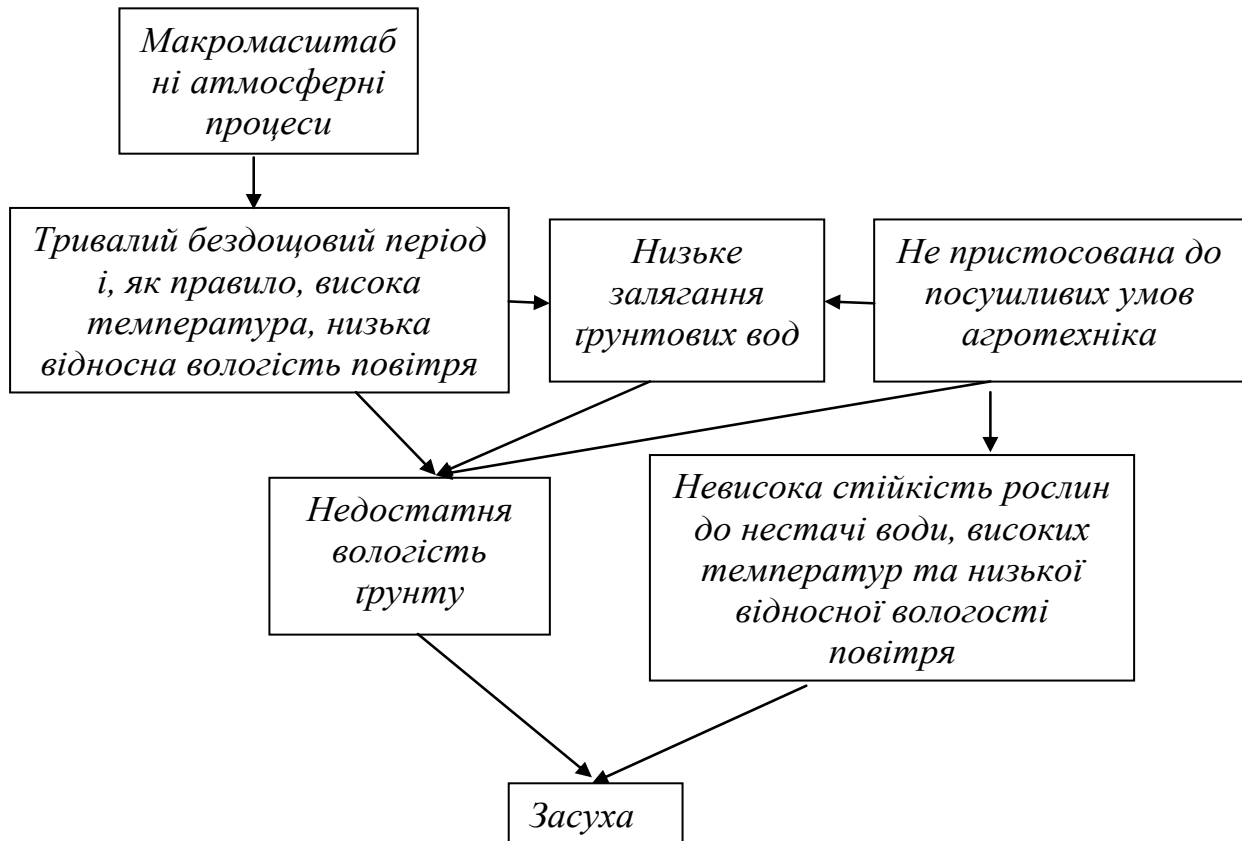 Макромасштаб
ні атмосферні
процеси
Тривалий бездощовий період
і, як правило, висока
температура, низька
відносна вологість повітря
Низьке
залягання
ґрунтових вод
Не пристосована до
посушливих умов
агротехніка
Недостатня
вологість
ґрунту
Невисока стійкість рослин
до нестачі води, високих
температур та низької
відносної вологості
повітря
Засуха